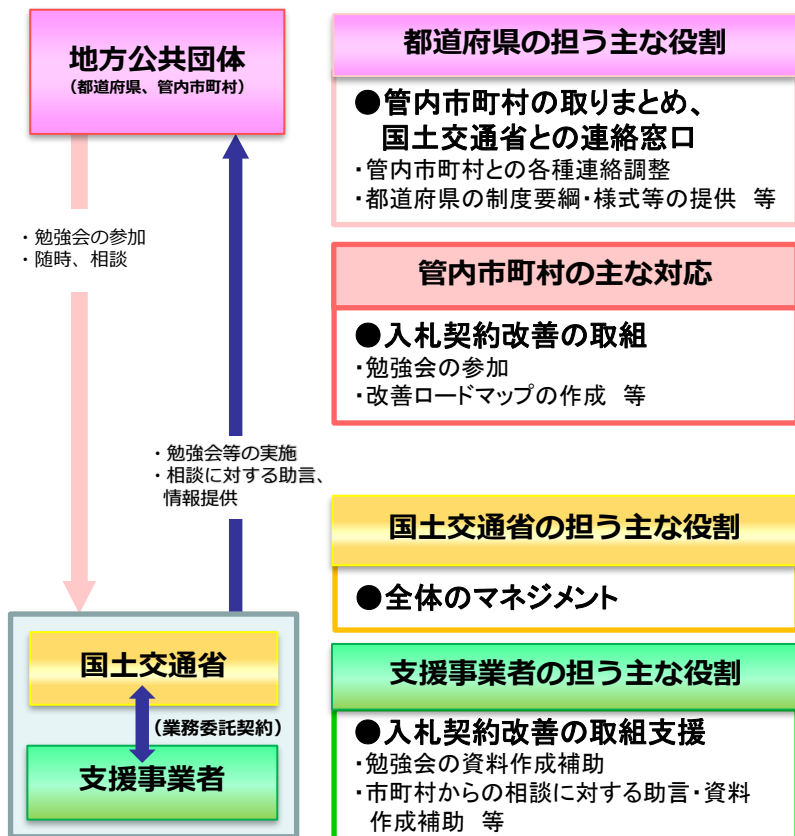 地方公共団体
(都道府県、管内市町村)
・勉強会の参加
・随時、相談
・勉強会等の実施
・相談に対する助言、
情報提供
国土交通省
(業務委託契約)
支援事業者
都道府県の担う主な役割
●管内市町村の取りまとめ、
国土交通省との連絡窓口
・管内市町村との各種連絡調整
・都道府県の制度要綱・様式等の提供 等
管内市町村の主な対応
●入札契約改善の取組
・勉強会の参加
・改善ロードマップの作成 等
国土交通省の担う主な役割
●全体のマネジメント
支援事業者の担う主な役割
●入札契約改善の取組支援
・勉強会の資料作成補助
・市町村からの相談に対する助言・資料
作成補助 等